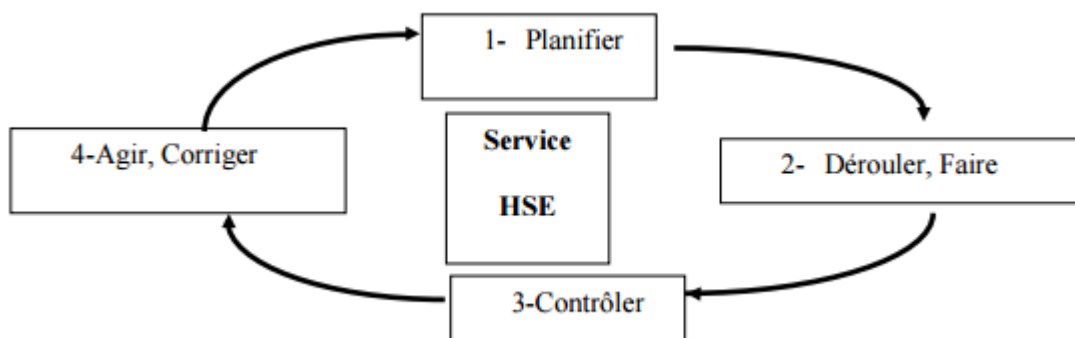 1- Planifier
4-Agir, Corriger
Service
HSE
2- Dérouler, Faire
3-Contrôler